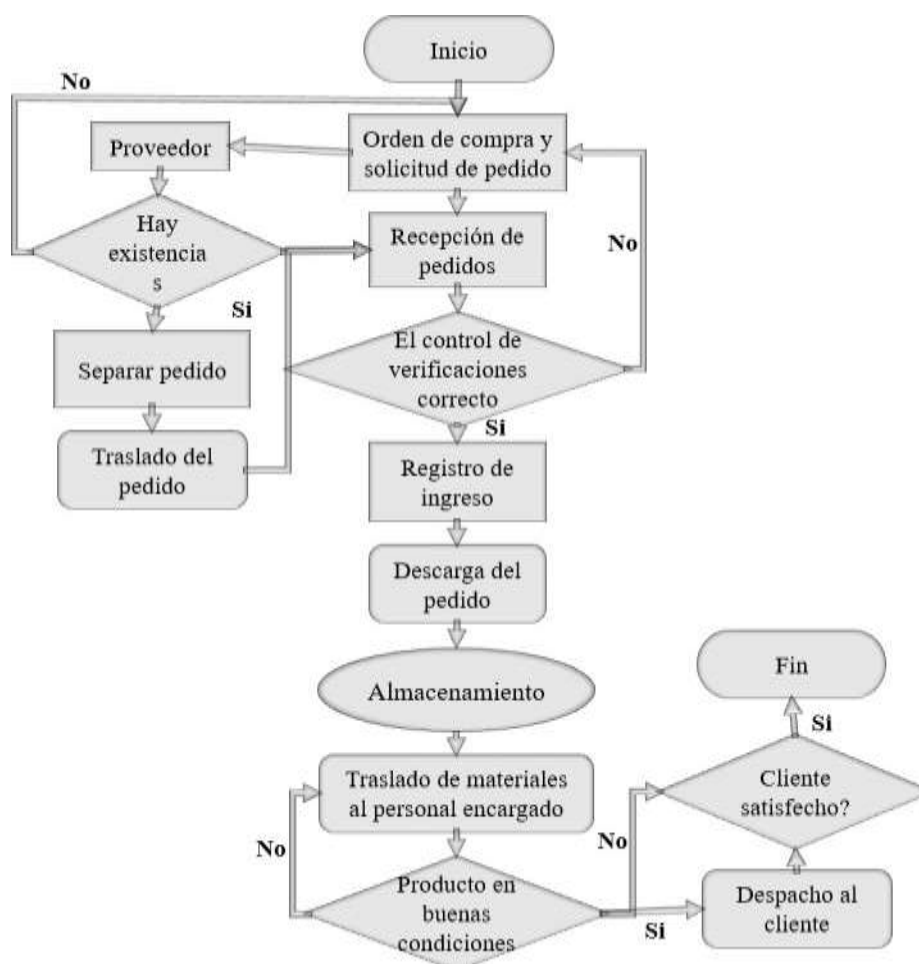 Inicio
No
Proveedor
Orden de compra y
solicitud de pedido
Hay
existencia
s
Recepción de
pedidos
No
Si
Separar pedido
El control de
verificaciones
correcto
Si
Traslado del
pedido
Registro de
ingreso
Descarga del
pedido
Almacenamiento
Fin
Si
Traslado de materiales
al personal encargado
Cliente
satisfecho?
No
No
Producto en
buenas
condiciones
Si
Despacho al
cliente